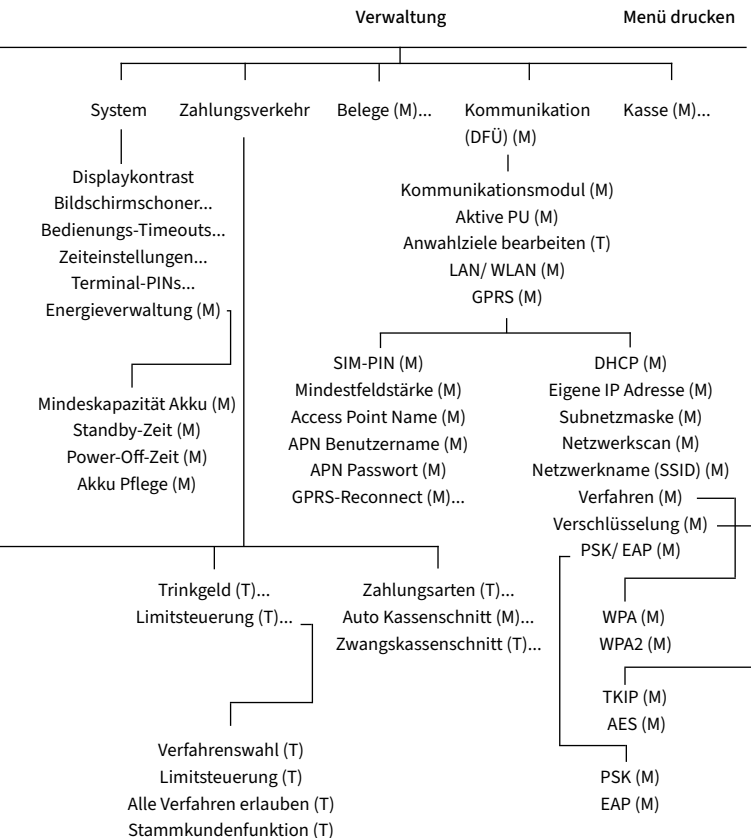 Verwaltung
Menü drucken
System
Zahlungsverkehr
Belege (M)...
Kommunikation
(DFÜ) (M)
Kasse (M)...
Displaykontrast
Bildschirmschoner...
Bedienungs-Timeouts...
Zeiteinstellungen...
Terminal-PINs...
Energieverwaltung (M)
Mindeskapazität Akku (M)
Standby-Zeit (M)
Power-Off-Zeit (M)
Akku Pflege (M)
Kommunikationsmodul (M)
Aktive PU (M)
Anwahlziele bearbeiten (T)
LAN/ WLAN (M)
GPRS (M)
SIM-PIN (M)
Mindestfeldstärke (M)
Access Point Name (M)
APN Benutzername (M)
APN Passwort (M)
GPRS-Reconnect (M)...
DHCP (M)
Eigene IP Adresse (M)
Subnetzmaske (M)
Netzwerkscan (M)
Netzwerkname (SSID) (M)
Verfahren (M)
Verschlüsselung (M)
PSK/ EAP (M)
Trinkgeld (T)...
Limitsteuerung (T)...
Zahlungsarten (T)...
Auto Kassenschnitt (M)...
Zwangskassenschnitt (T)...
WPA (M)
WPA2 (M)
TKIP (M)
AES (M)
PSK (M)
EAP (M)
Verfahrenswahl (T)
Limitsteuerung (T)
Alle Verfahren erlauben (T)
Stammkundenfunktion (T)